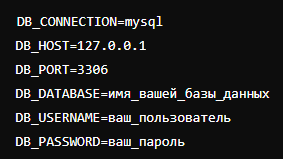 DB_CONNECTION=mysql
DB_HOST=127.0.0.1
DB_PORT=3306
DB_DATABASE=имя_вашей_базы_данных
DB_USERNAME=ваш_пользователь
DB_PASSWORD=ваш_пароль